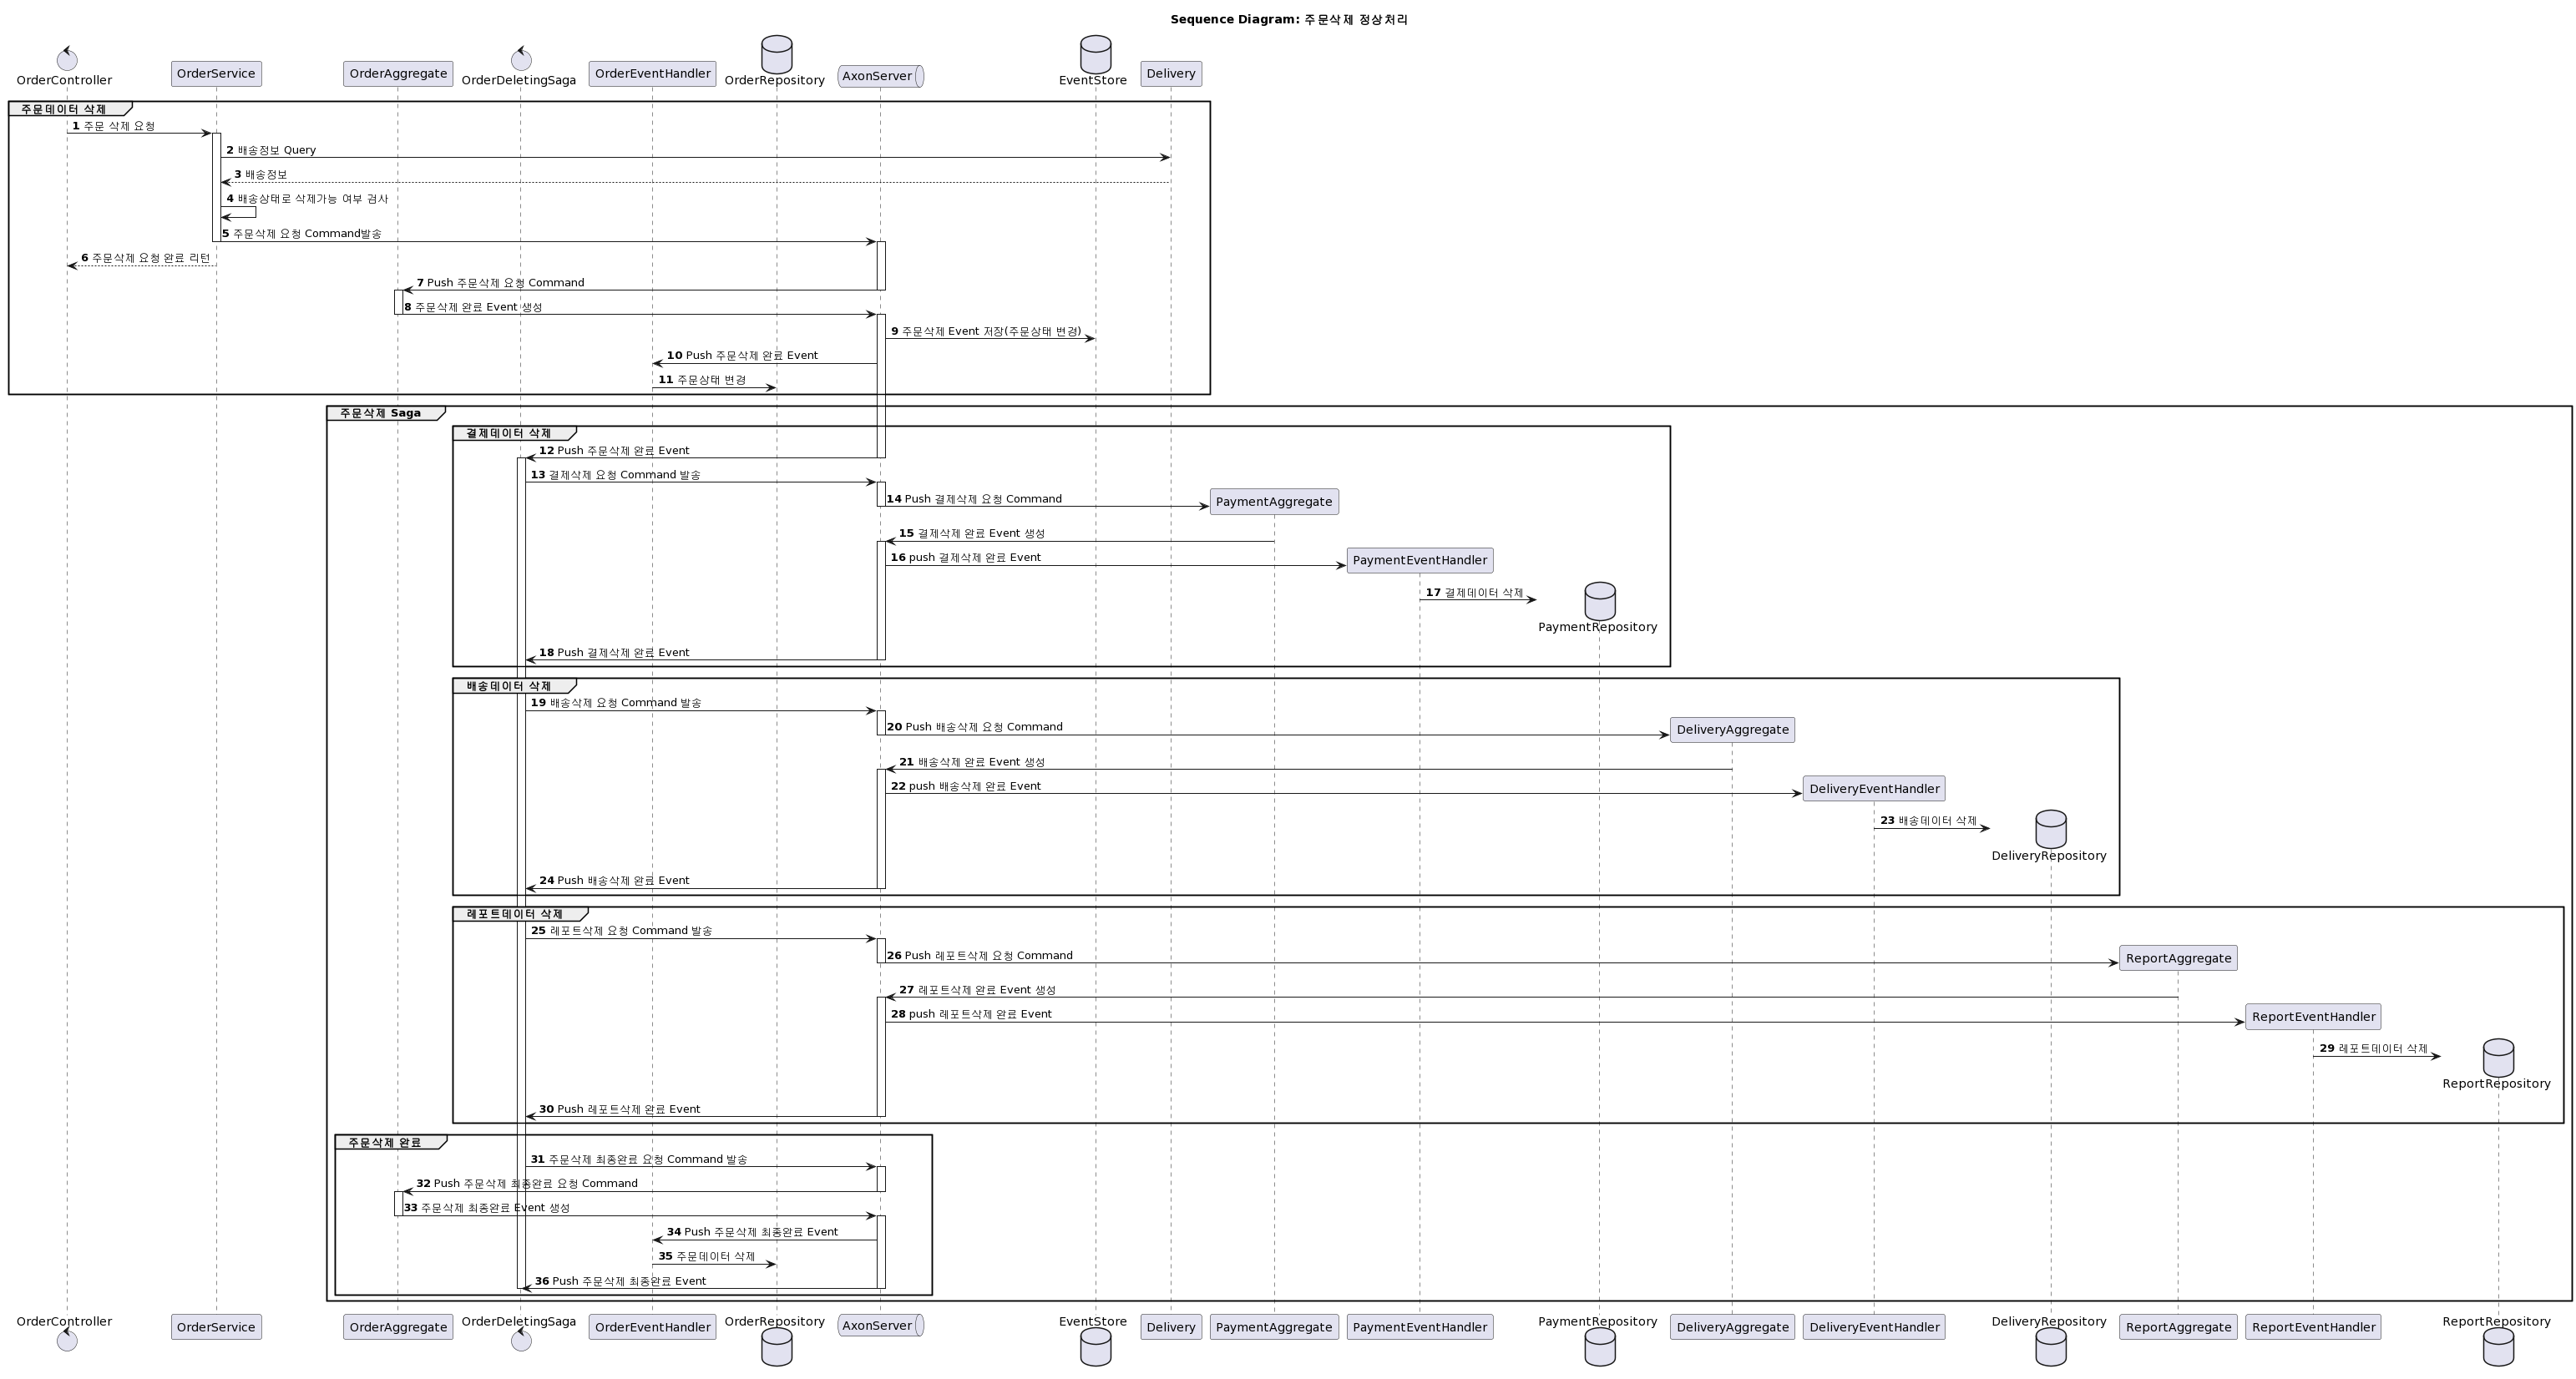 Sequence Diagram: 주문삭제 정상처리
OrderController
OrderService
OrderAggregate
OrderDeletingSaga
OrderEventHandler
OrderRepository
AxonServer
EventStore
Delivery
주문데이터 삭제
1 주문 삭제 요청
2 배송정보 Query
3 배송정보
4 배송상태로 삭제가능 여부 검사
5 주문삭제 요청 Command발송
6 주문삭제 요청 완료 리턴
7 Push 주문삭제 요청 Command
8 주문삭제 완료 Event 생성
9 주문삭제 Event 저장(주문상태 변경)
10 Push 주문삭제 완료 Event
11 주문상태 변경
주문삭제 Saga
결제데이터 삭제
12 Push 주문삭제 완료 Event
13 결제삭제 요청 Command 발송
14 Push 결제삭제 요청 Command
PaymentAggregate
15 결제삭제 완료 Event 생성
16 push 결제삭제 완료 Event
PaymentEventHandler
17 결제데이터 삭제
PaymentRepository
18 Push 결제삭제 완료 Event
배송데이터 삭제
19 배송삭제 요청 Command 발송
20 Push 배송삭제 요청 Command
DeliveryAggregate
21 배송삭제 완료 Event 생성
22 push 배송삭제 완료 Event
DeliveryEventHandler
23 배송데이터 삭제
DeliveryRepository
24 Push 배송삭제 완료 Event
레포트데이터 삭제
25 레포트삭제 요청 Command 발송
26 Push 레포트삭제 요청 Command
ReportAggregate
27 레포트삭제 완료 Event 생성
28 push 레포트삭제 완료 Event
ReportEventHandler
29 레포트데이터 삭제
ReportRepository
30 Push 레포트삭제 완료 Event
주문삭제 완료
31 주문삭제 최종완료 요청 Command 발송
32 Push 주문삭제 최종완료 요청 Command
33 주문삭제 최종완료 Event 생성
34 Push 주문삭제 최종완료 Event
35 주문데이터 삭제
36 Push 주문삭제 최종완료 Event
OrderController
OrderService
OrderAggregate
OrderDeletingSaga
OrderEventHandler
OrderRepository
AxonServer
EventStore
Delivery
PaymentAggregate
PaymentEventHandler
PaymentRepository
DeliveryAggregate
DeliveryEventHandler
DeliveryRepository
ReportAggregate
ReportEventHandler
ReportRepository